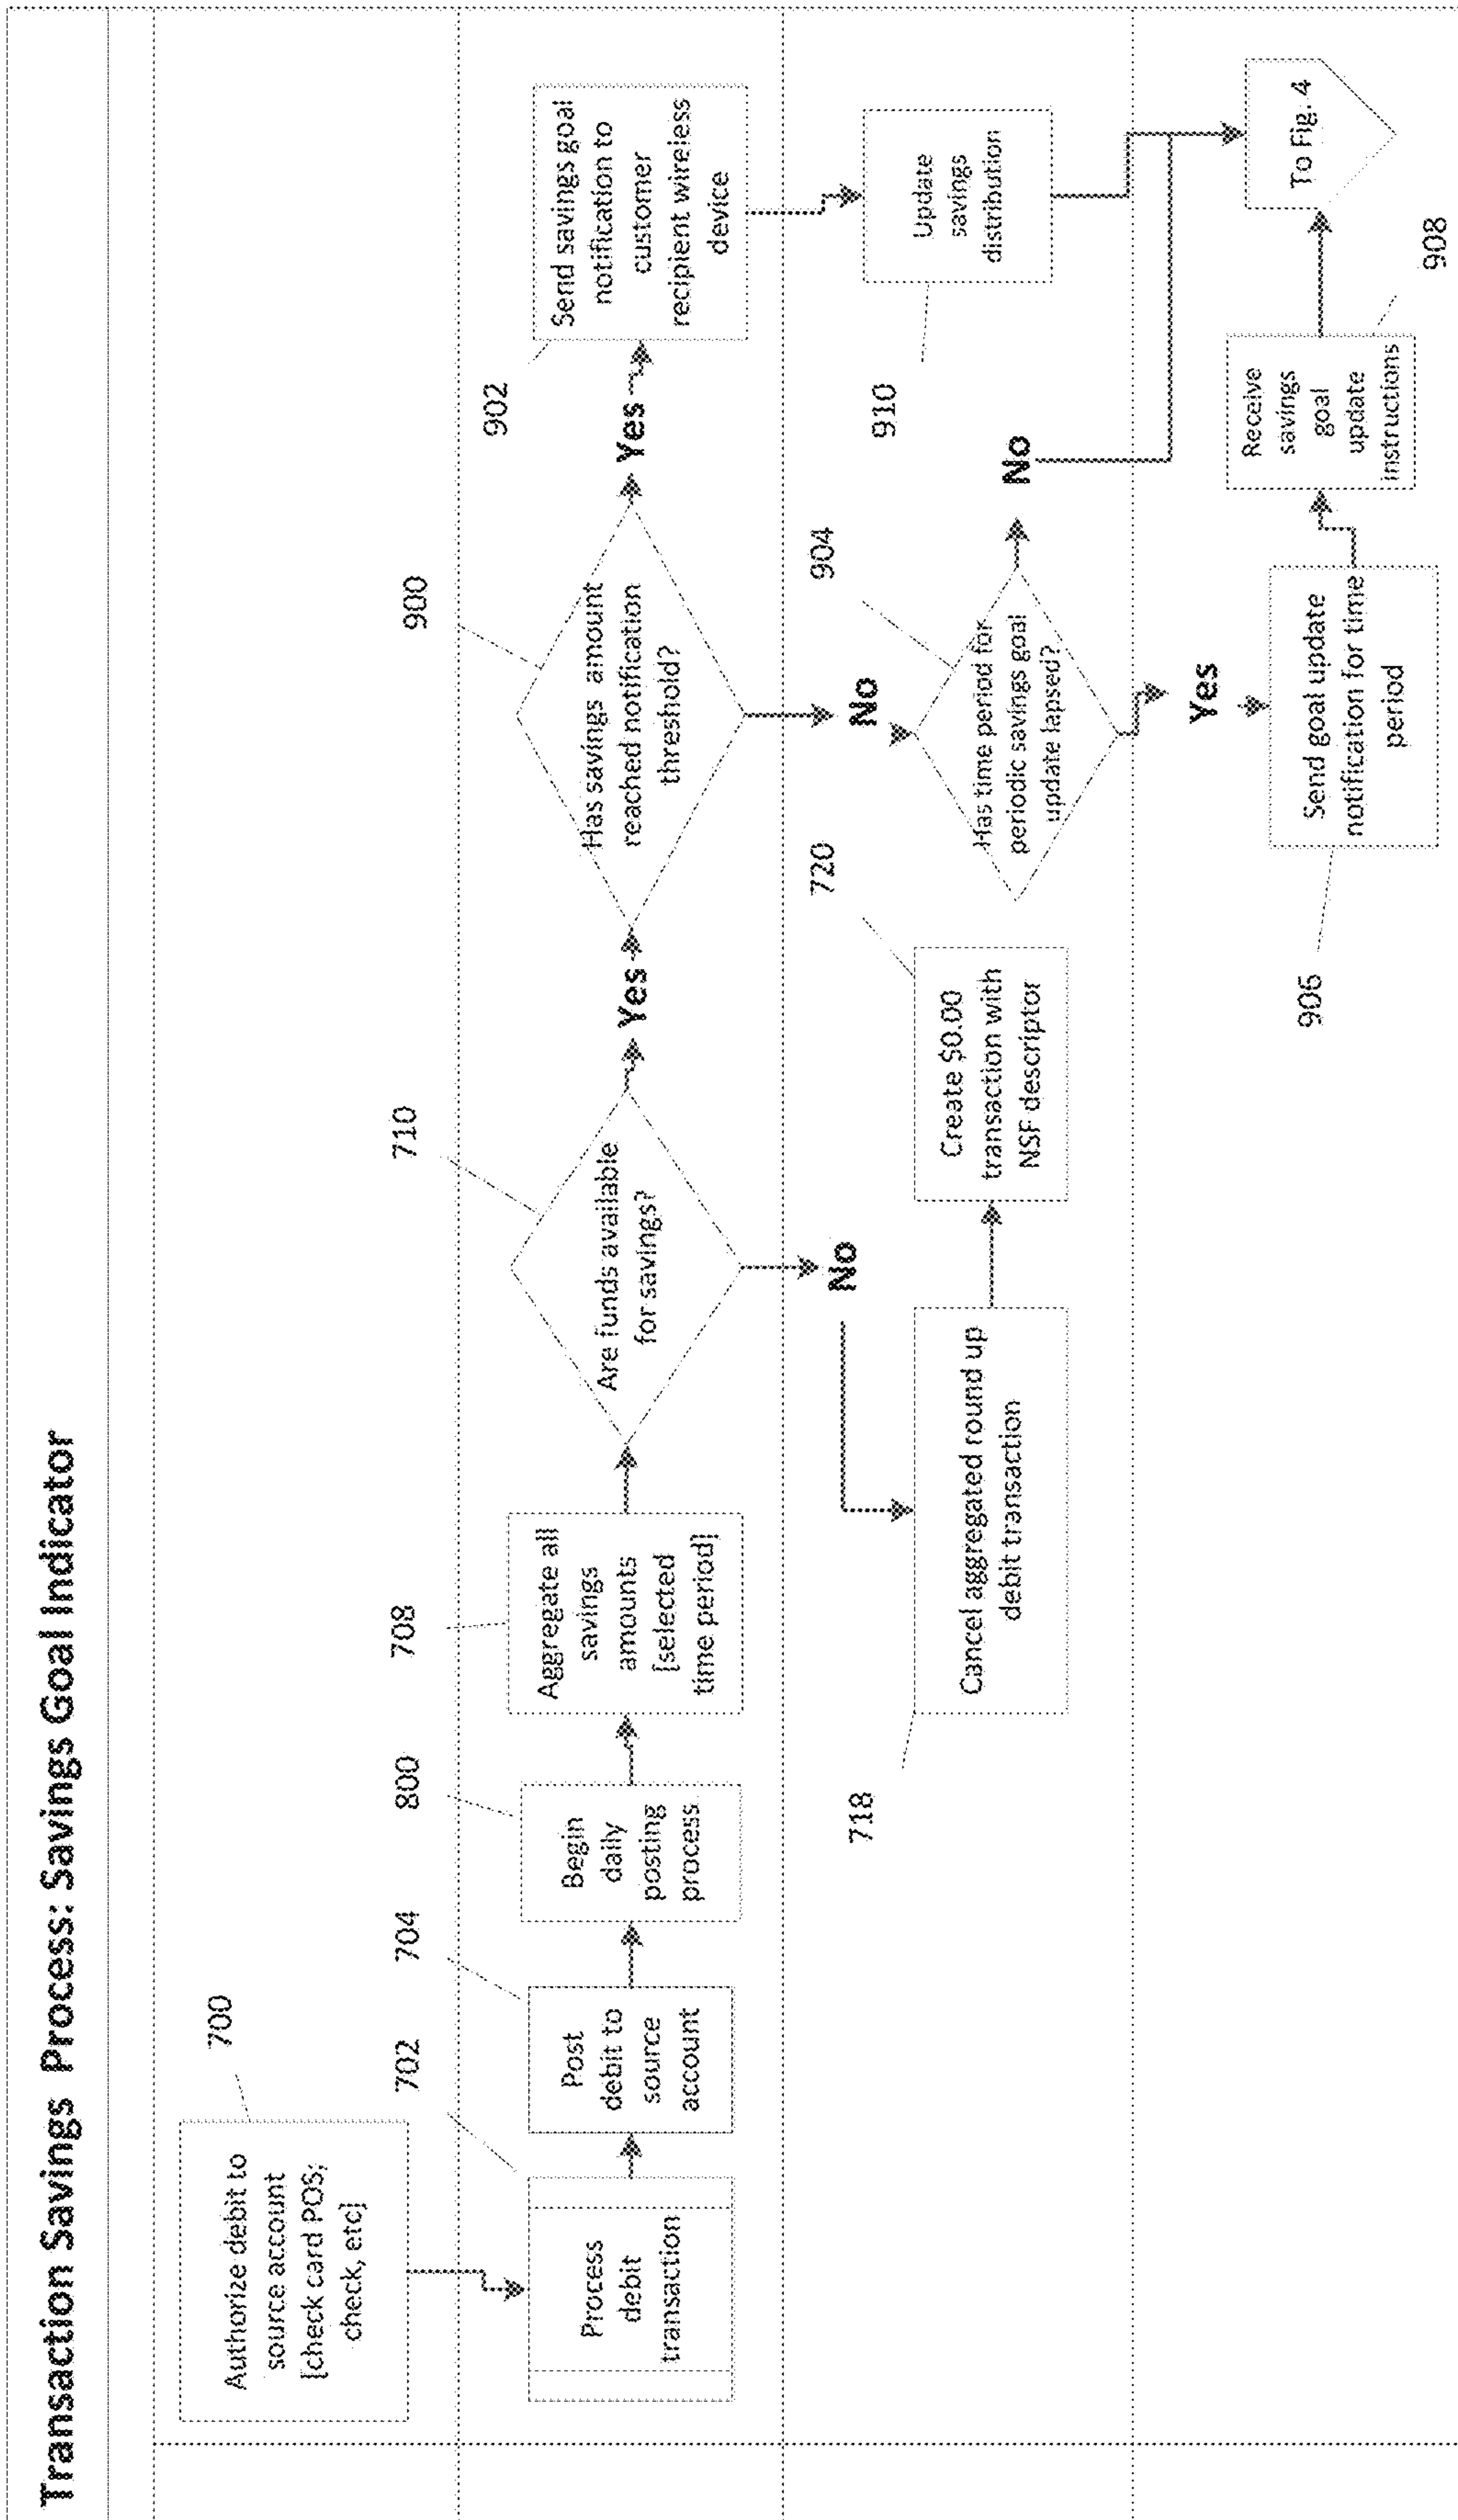 Transaction Savings Process: Savings Goal Indicator
700
Authorize debit to
source account
[check card POS;
check, etc]
702
Process
debit
transaction
704
Post
debit to
source
account
800
Begin
daily
posting
process
708
Aggregate all
savings
amounts
[selected
time period]
710
Are funds available
for savings?
Yes
No
718
Cancel aggregated round up
debit transaction
720
Create $0.00
transaction with
NSF descriptor
900
Has savings amount
reached notification
threshold?
Yes
No
902
Send savings goal
notification to
customer
recipient wireless
device
904
Has time period for
periodic savings goal
update lapsed?
No
Yes
910
Update
savings
distribution
906
Send goal update
notification for time
period
908
Receive
savings
goal
update
instructions
To Fig. 4